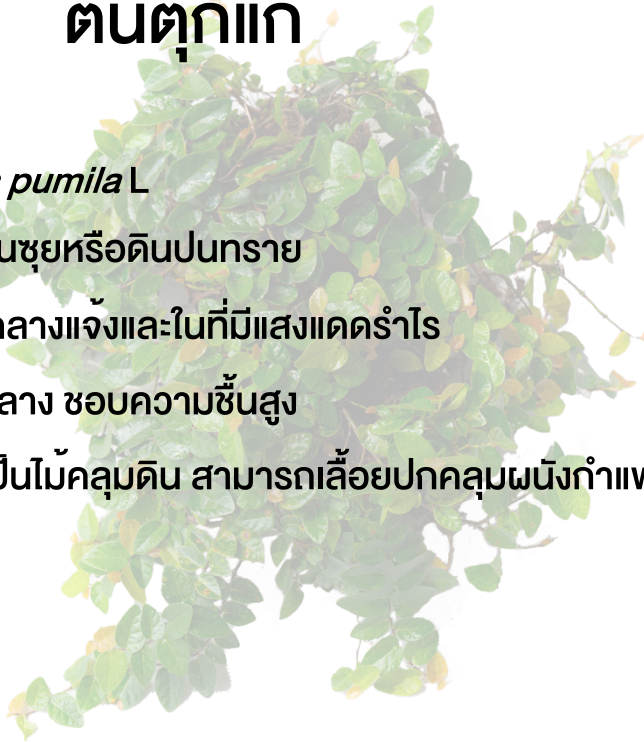 ตีนตุ๊กแก
pumila L
นซุยหรือดินปนทราย
กลางแจ้งและในที่มีแสงแดดรำไร
ลาง ชอบความชื้นสูง
ป็นไม้คลุมดิน สามารถเลื้อยปกคลุมผนังกำแพ